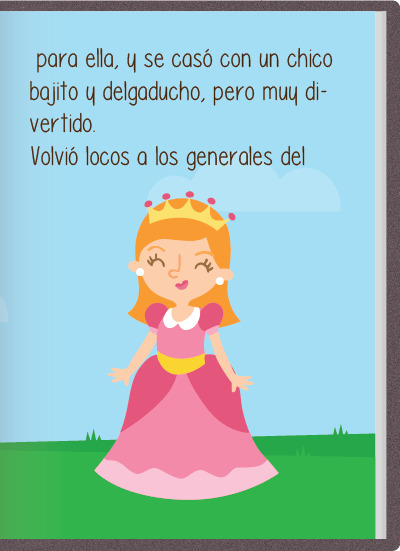 para ella, y se casó con un chico
bajito y delgaducho, pero muy di-
vertido.
Volvió locos a los generales del